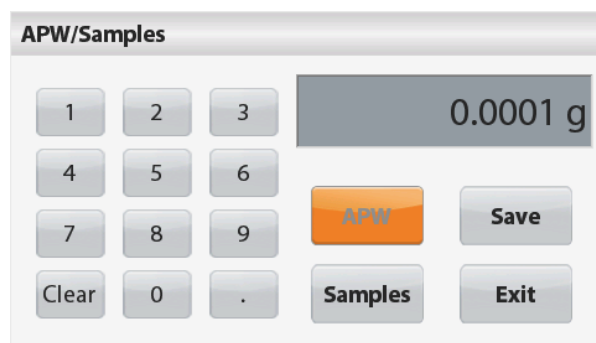 APW/Samples
0.0001 g
1 2 3
4 5 6
7 8 9
Clear 0 .
APW Save
Samples Exit